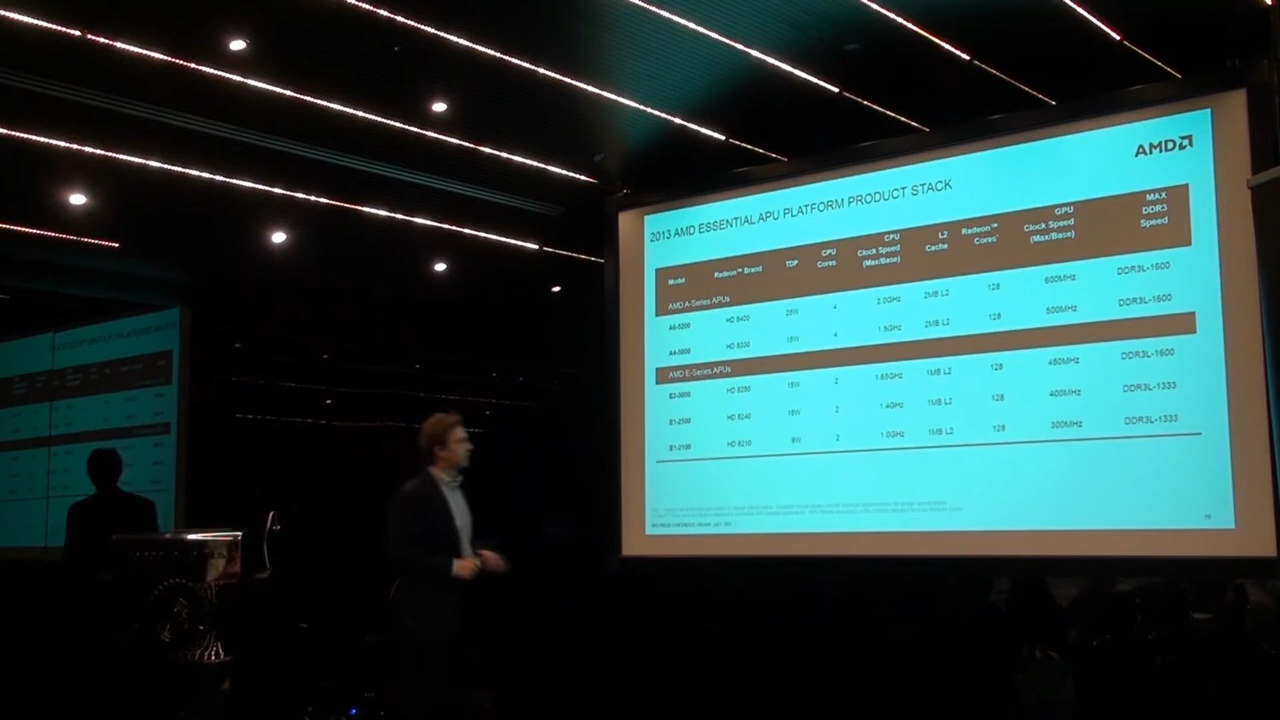 AMD
2013 AMD ESSENTIAL APU PLATFORM PRODUCT STACK
Model Radeon™ Brand TDP CPU Cores CPU Clock Speed (Max/Base) L2 Cache Radeon™ Cores* GPU Clock Speed (Max/Base) MAX DDR3 Speed
AMD A-Series APUs
A6-5200 HD 8400 25W 4 2.0GHz 2MB L2 128 600MHz DDR3L-1600
A4-5000 HD 8330 15W 4 1.5GHz 2MB L2 128 500MHz DDR3L-1600
AMD E-Series APUs
E2-3000 HD 8280 15W 2 1.65GHz 1MB L2 128 450MHz DDR3L-1600
E1-2500 HD 8240 15W 2 1.4GHz 1MB L2 128 400MHz DDR3L-1333
E1-2100 HD 8210 9W 2 1.0GHz 1MB L2 128 300MHz DDR3L-1333